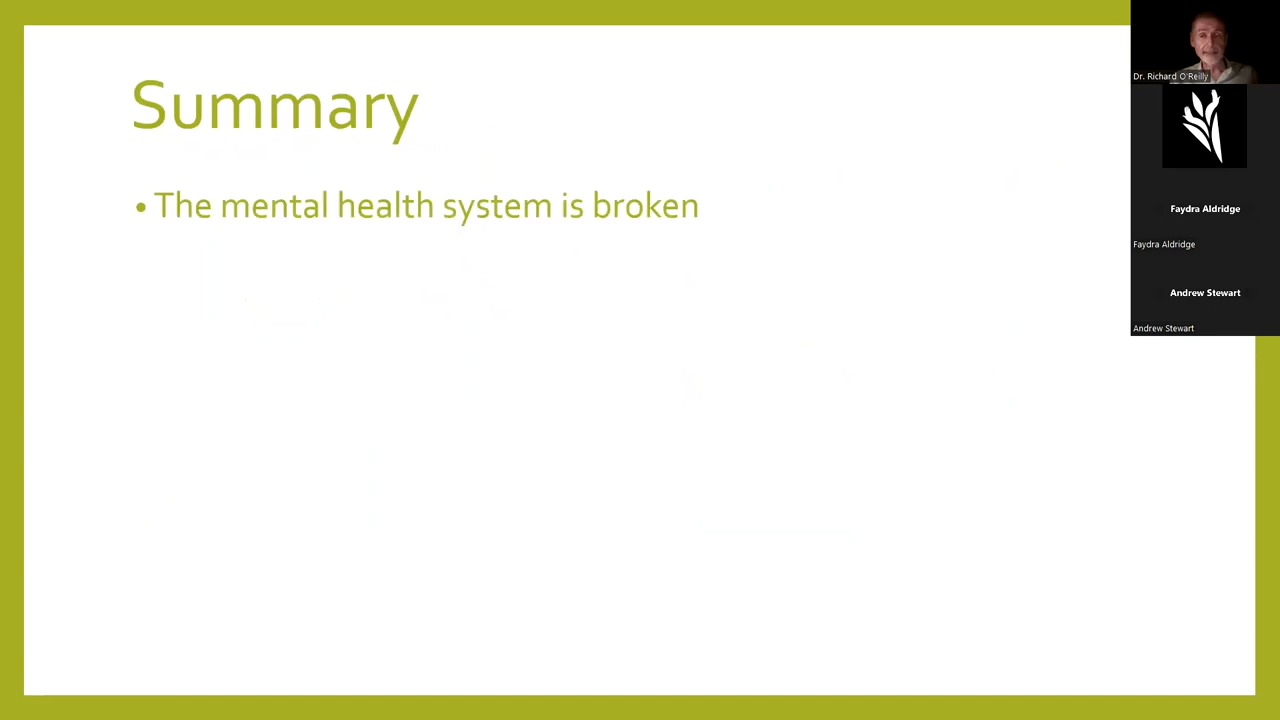 Summary
• The mental health system is broken
Dr. Richard O'Reilly
Faydra Aldridge
Faydra Aldridge
Andrew Stewart
Andrew Stewart